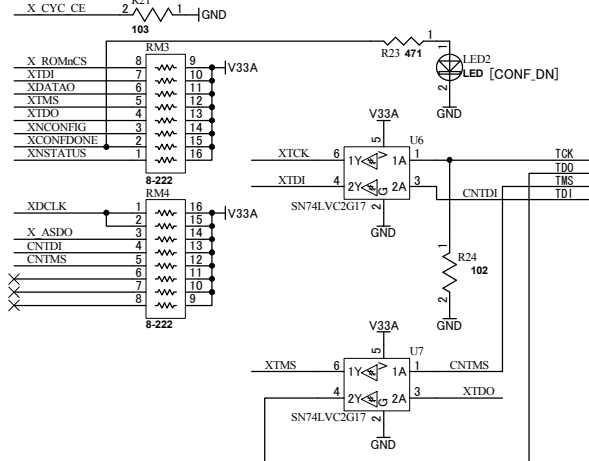 R21
X_CYC_CE 2 1 GND
103
1
R23 471
LED2
LED [CONF_DN]
2
GND
RM3
X_ROMnCS 8 9 V33A
XTDI 7 10
XDATAO 6 11
XTMS 5 12
XTDO 4 13
XNCONFIG 3 14
XCONFDONE 2 15
XNSTATUS 1 16
8-222
V33A
5 U6
XTCK 6 1Y V 1A 1 TCK
TDO
XTDI 4 2Y G 2A 3 TMS
CNTDI TDI
SN74LVC2G17 2
GND
RM4
XDCLK 1 16 V33A
2 15
X_ASDO 3 14
CNTDI 4 13
CNTMS 5 12
6 11
7 10
8 9
8-222
1
R24
102
2
GND
V33A
5 U7
XTMS 6 1Y V 1A 1 CNTMS
4 2Y G 2A 3 XTDO
SN74LVC2G17 2
GND